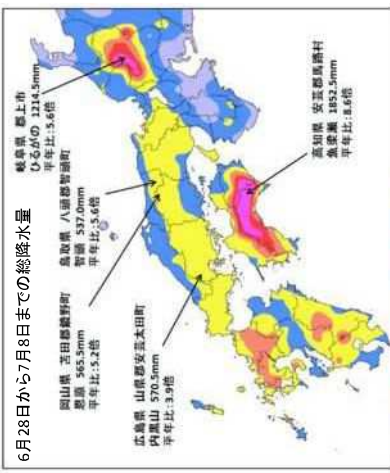 6月28日から7月8日までの総降水量
岐阜県 郡上市
ひるがの 1214.5mm
平年比:5.6倍
鳥取県 八頭郡智頭町
智頭 537.0mm
平年比:5.6倍
岡山県 苫田郡鏡野町
恩原 565.5mm
平年比:5.2倍
広島県 山県郡安芸太田町
内黒山 570.5mm
平年比:3.9倍
高知県 安芸郡馬路村
魚梁瀬 1852.5mm
平年比:8.6倍